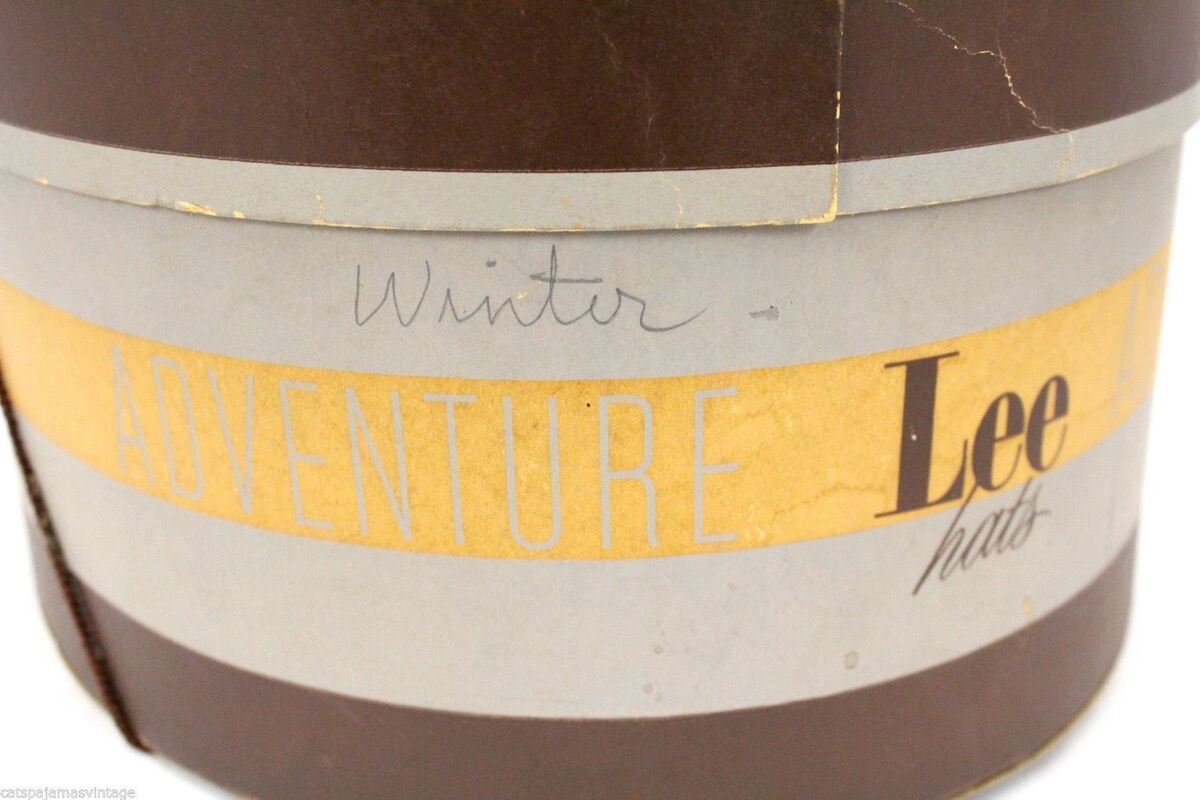 Winter -
ADVENTURE
Lee
hats
catspajamasvintage